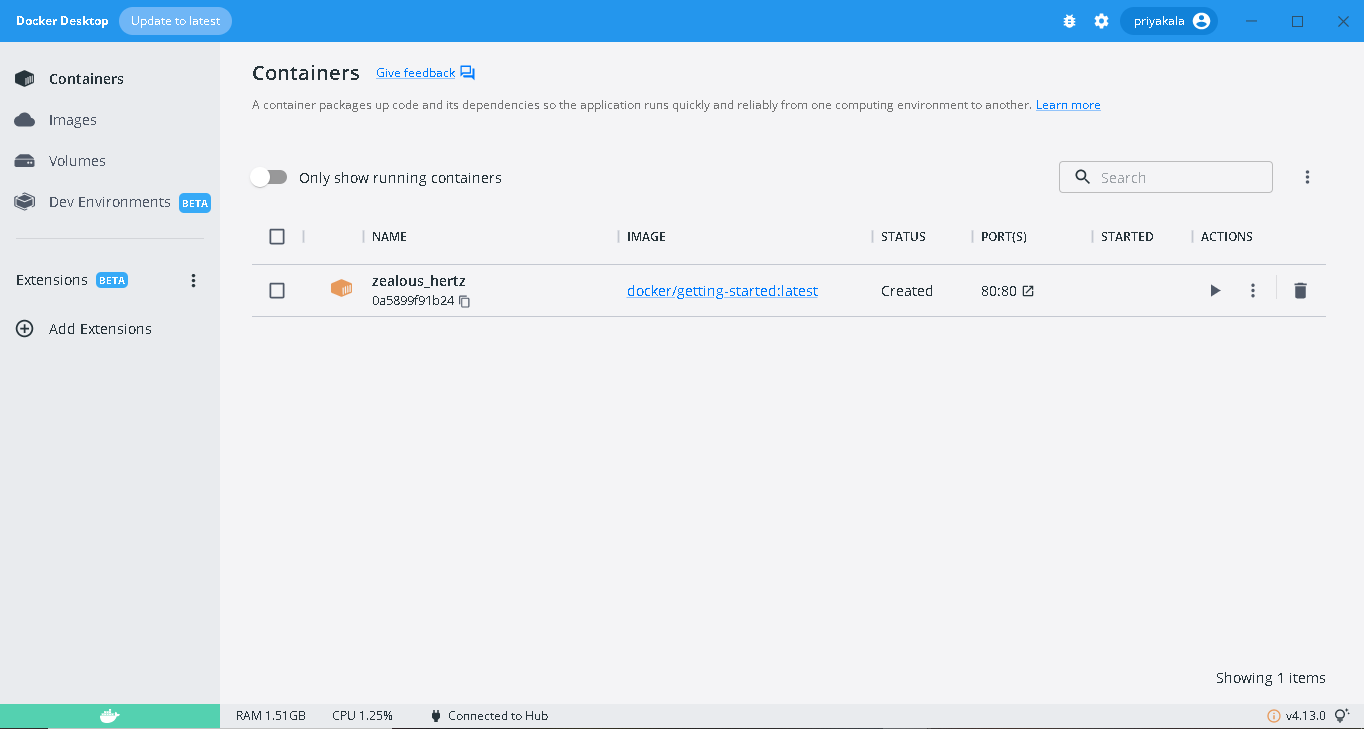 Docker Desktop Update to latest priyakala
Containers
Images
Volumes
Dev Environments BETA
Extensions BETA
Add Extensions
Containers Give feedback
A container packages up code and its dependencies so the application runs quickly and reliably from one computing environment to another. Learn more
Only show running containers Search
NAME IMAGE STATUS PORT(S) STARTED ACTIONS
zealous_hertz
0a5899f91b24
docker/getting-started:latest Created 80:80
Showing 1 items
RAM 1.51GB CPU 1.25% Connected to Hub v4.13.0